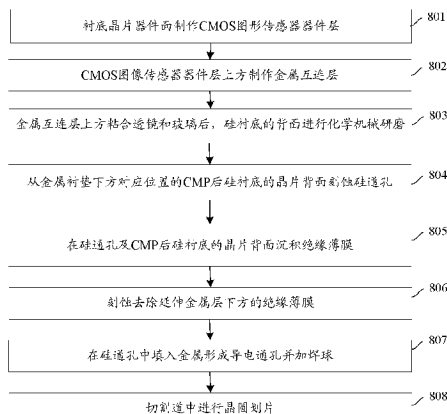 衬底晶片器件面制作CMOS图形传感器器件层
801
CMOS图像传感器器件层上方制作金属互连层
802
金属互连层上方粘合透镜和玻璃后，硅衬底的背面进行化学机械研磨
803
从金属衬垫下方对应位置的CMP后硅衬底的晶片背面刻蚀硅通孔
804
在硅通孔及CMP后硅衬底的晶片背面沉积绝缘薄膜
805
刻蚀去除延伸金属层下方的绝缘薄膜
806
在硅通孔中填入金属形成导电通孔并加焊球
807
切割道中进行晶圆划片
808